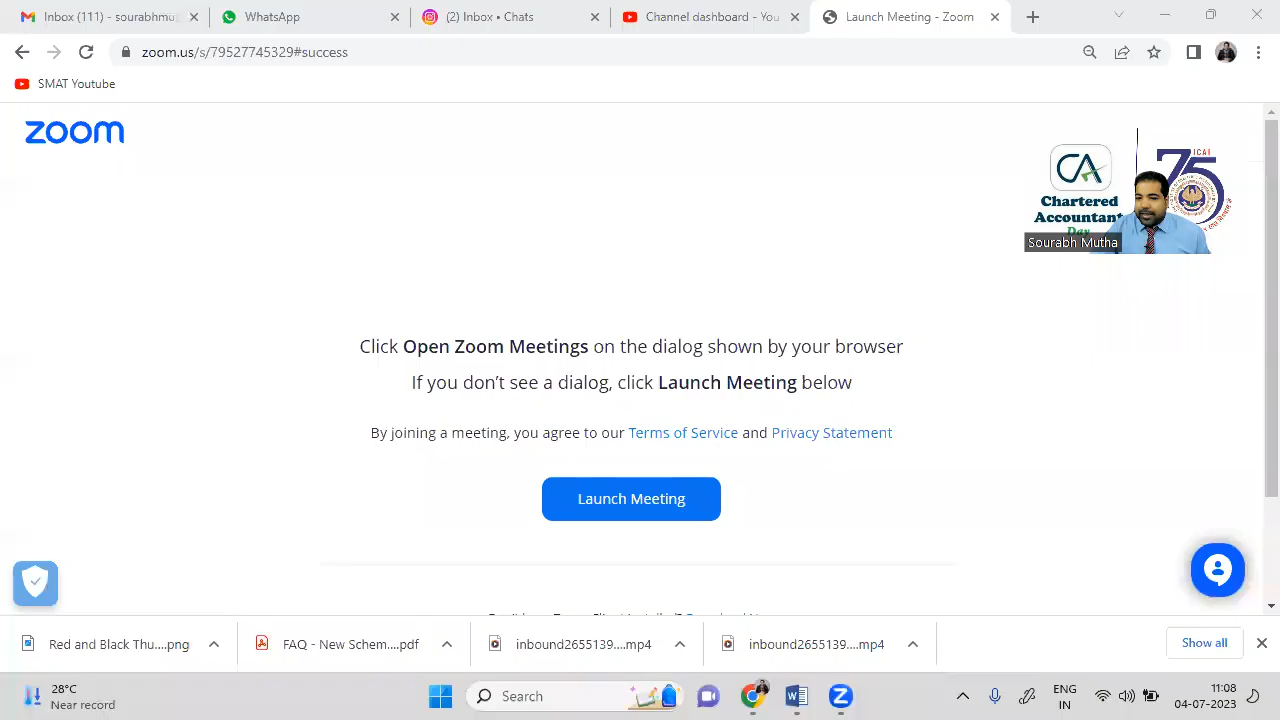 Inbox (111) - sourabhmu
WhatsApp
(2) Inbox • Chats
Channel dashboard - You
Launch Meeting - Zoom
zoom.us/s/79527745329#success
SMAT Youtube
zoom
CA
Chartered
Accountant
Day
ICAI
75
Sourabh Mutha
Click Open Zoom Meetings on the dialog shown by your browser
If you don't see a dialog, click Launch Meeting below
By joining a meeting, you agree to our Terms of Service and Privacy Statement
Launch Meeting
Red and Black Thu....png
FAQ - New Schem....pdf
inbound2655139....mp4
inbound2655139....mp4
Show all
28°C
Near record
Search
ENG
IN
11:08
04-07-2023